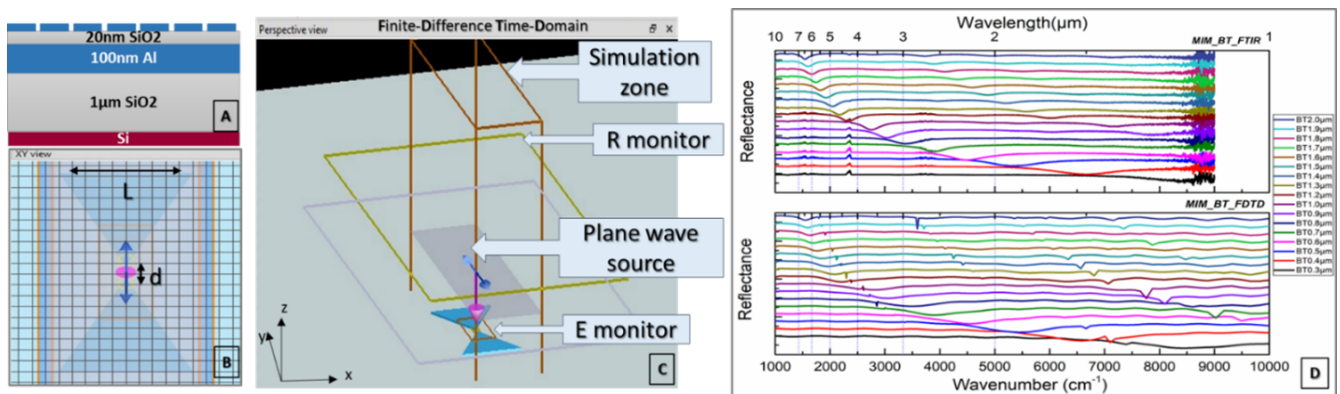 20nm SiO2
100nm Al
1µm SiO2
A
Si
XY view
L
d
B
Perspective view
Finite-Difference Time-Domain
Simulation
zone
R monitor
Plane wave
source
E monitor
z
y
x
C
Wavelength(µm)
10 7 6 5 4 3 2 1
MIM_BT_FTIR
Reflectance
MIM_BT_FDTD
Reflectance
1000 2000 3000 4000 5000 6000 7000 8000 9000 10000
Wavenumber (cm⁻¹)
BT2.0µm
BT1.9µm
BT1.8µm
BT1.7µm
BT1.6µm
BT1.5µm
BT1.4µm
BT1.3µm
BT1.2µm
BT1.0µm
BT0.9µm
BT0.8µm
BT0.7µm
BT0.6µm
BT0.5µm
BT0.4µm
BT0.3µm
D